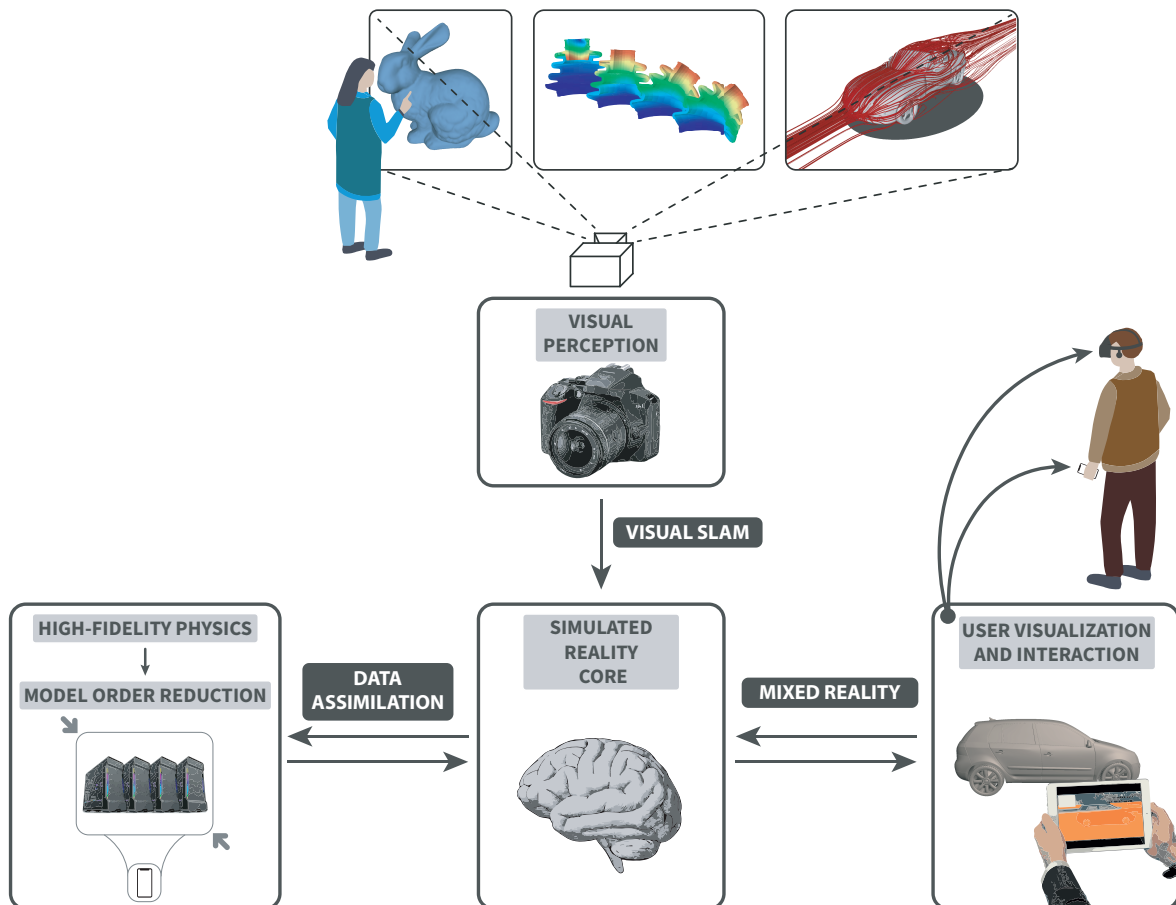 VISUAL
PERCEPTION
VISUAL SLAM
HIGH-FIDELITY PHYSICS
MODEL ORDER REDUCTION
DATA
ASSIMILATION
SIMULATED
REALITY
CORE
MIXED REALITY
USER VISUALIZATION
AND INTERACTION